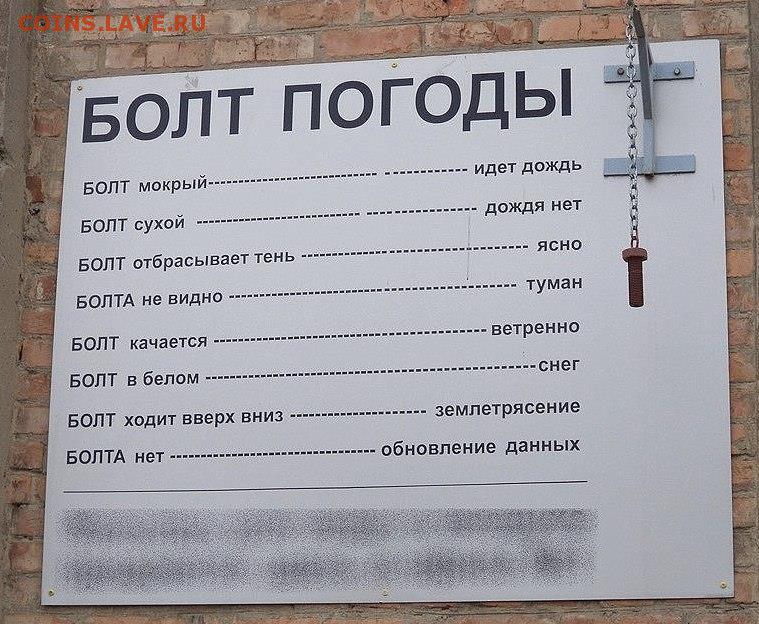 COINS.LAVE.RU
БОЛТ ПОГОДЫ
БОЛТ мокрый---------------------------- -------------- идет дождь
БОЛТ сухой --------------------------- ------------------ дождя нет
БОЛТ отбрасывает тень -------------------------------------- ясно
БОЛТА не видно ------------------------------------------------ туман
БОЛТ качается ---------------------------------------------- ветренно
БОЛТ в белом ------------------------------------------------------ снег
БОЛТ ходит вверх вниз ----------------------- землетрясение
БОЛТА нет ---------------------------------- обновление данных